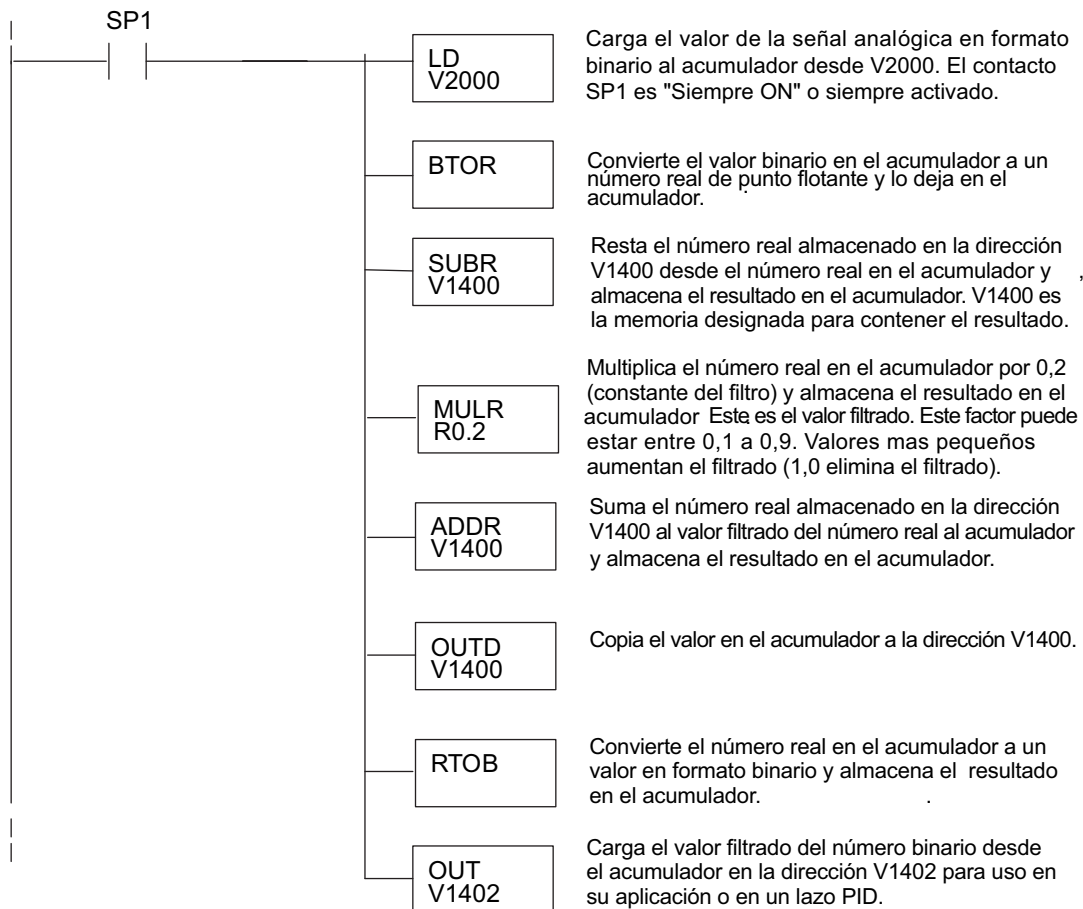 SP1
LD
V2000
Carga el valor de la señal analógica en formato
binario al acumulador desde V2000. El contacto
SP1 es "Siempre ON" o siempre activado.
BTOR
Convierte el valor binario en el acumulador a un
número real de punto flotante y lo deja en el
acumulador. .
SUBR
V1400
Resta el número real almacenado en la dirección
V1400 desde el número real en el acumulador y ,
almacena el resultado en el acumulador. V1400 es
la memoria designada para contener el resultado.
MULR
R0.2
Multiplica el número real en el acumulador por 0,2
(constante del filtro) y almacena el resultado en el
acumulador Este. es el valor filtrado. Este factor puede
estar entre 0,1 a 0,9. Valores mas pequeños
aumentan el filtrado (1,0 elimina el filtrado).
ADDR
V1400
Suma el número real almacenado en la dirección
V1400 al valor filtrado del número real al acumulador
y almacena el resultado en el acumulador.
OUTD
V1400
Copia el valor en el acumulador a la dirección V1400.
RTOB
Convierte el número real en el acumulador a un
valor en formato binario y almacena el resultado
en el acumulador. .
OUT
V1402
Carga el valor filtrado del número binario desde
el acumulador en la dirección V1402 para uso en
su aplicación o en un lazo PID.